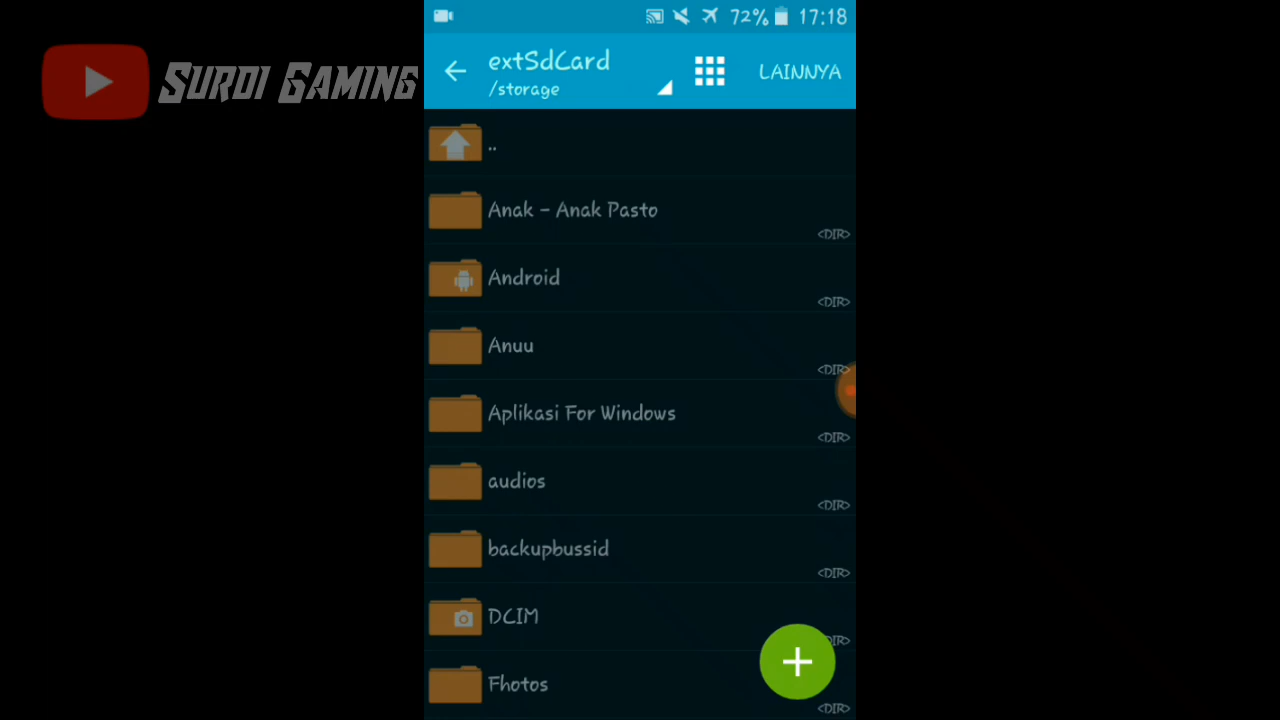 SURDI GAMING
72% 17:18
extSdCard
/storage
LAINNYA
..
Anak - Anak Pasto
<DIR>
Android
<DIR>
Anuu
<DIR>
Aplikasi For Windows
<DIR>
audios
<DIR>
backupbussid
<DIR>
DCIM
<DIR>
Fhotos
<DIR>